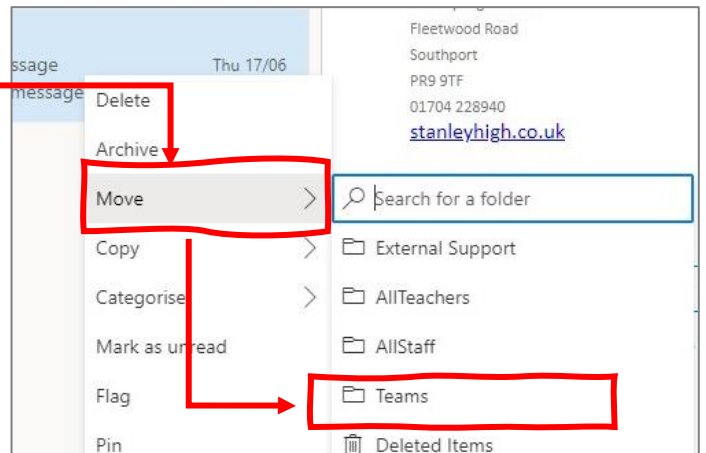 Fleetwood Road
Southport
PR9 9TF
01704 228940
stanleyhigh.co.uk
ssage Thu 17/06
message
Delete
Archive
Move
Copy
Categorise
Mark as unread
Flag
Pin
Search for a folder
External Support
AllTeachers
AllStaff
Teams
Deleted Items